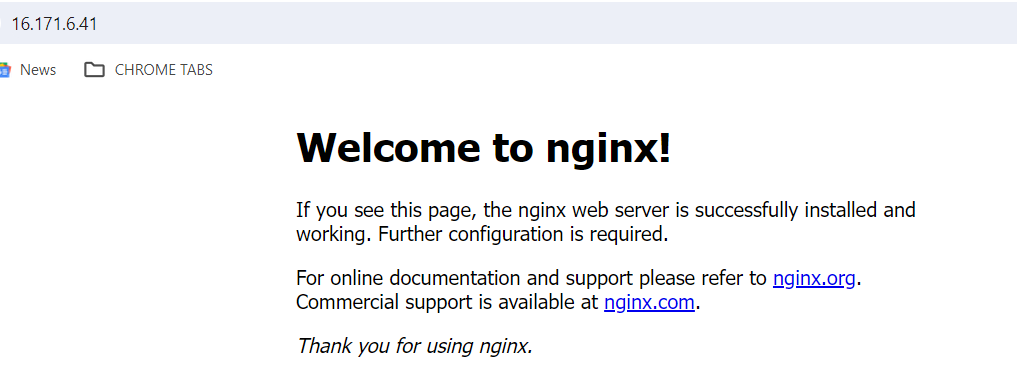 16.171.6.41
News CHROME TABS
Welcome to nginx!
If you see this page, the nginx web server is successfully installed and
working. Further configuration is required.
For online documentation and support please refer to nginx.org.
Commercial support is available at nginx.com.
Thank you for using nginx.